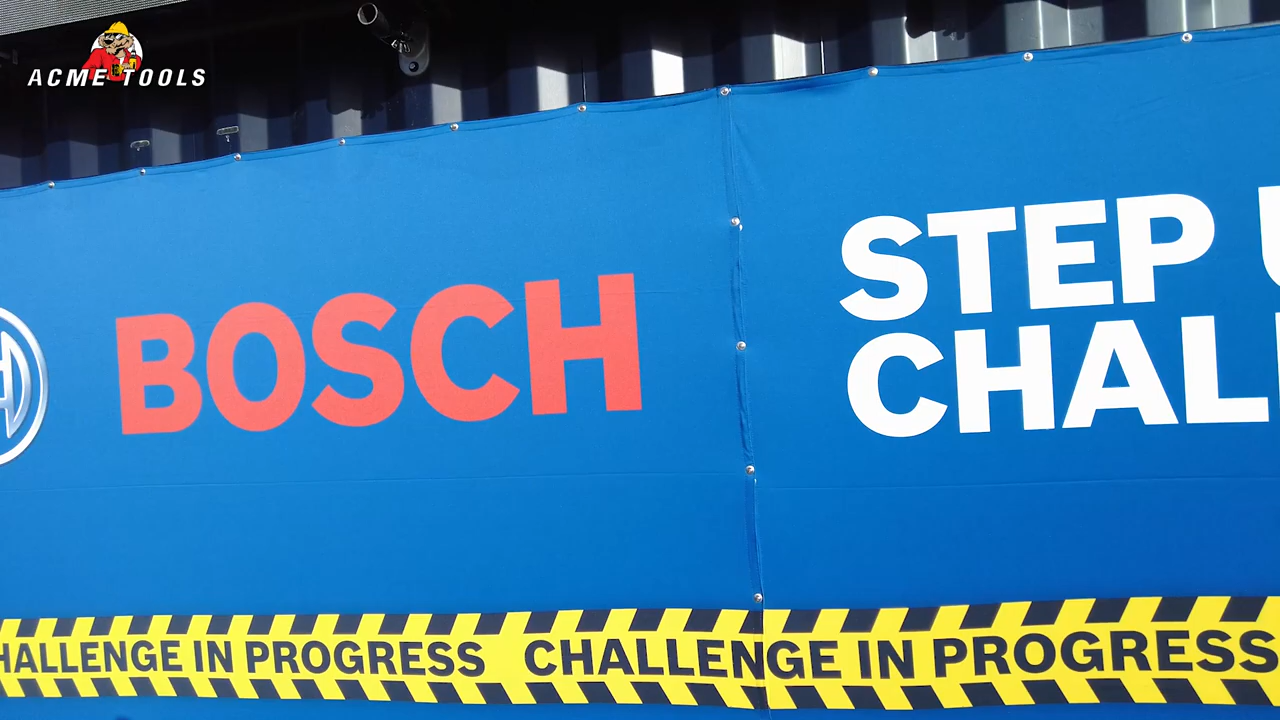 ACME TOOLS
BOSCH
STEP U
CHAL
HALLENGE IN PROGRESS CHALLENGE IN PROGRESS